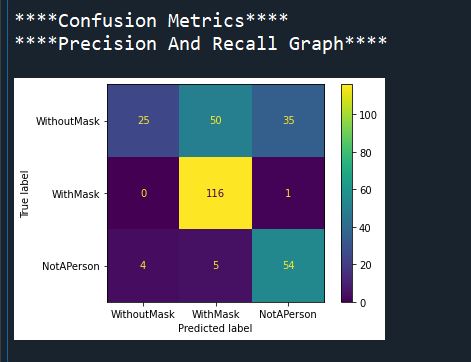 ****Confusion Metrics****
****Precision And Recall Graph****
WithoutMask 25 50 35
WithMask 0 116 1
NotAPerson 4 5 54
WithoutMask WithMask NotAPerson
Predicted label
True label
100
80
60
40
20
0